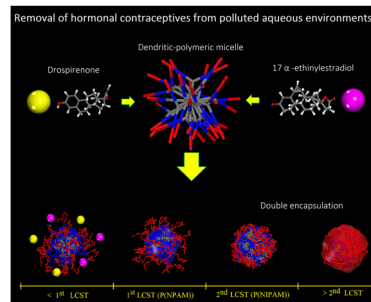 Removal of hormonal contraceptives from polluted aqueous environments
Dendritic-polymeric micelle
Drospirenone
17 α -ethinylestradiol
Double encapsulation
< 1st LCST
1st LCST (P(NPAM))
2nd LCST (P(NIPAM))
> 2nd LCST